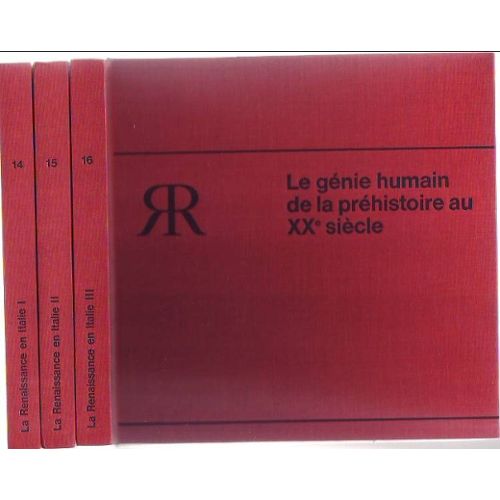 14
La Renaissance en Italie I
15
La Renaissance en Italie II
16
La Renaissance en Italie III
RR
Le génie humain
de la préhistoire au
XXe siècle